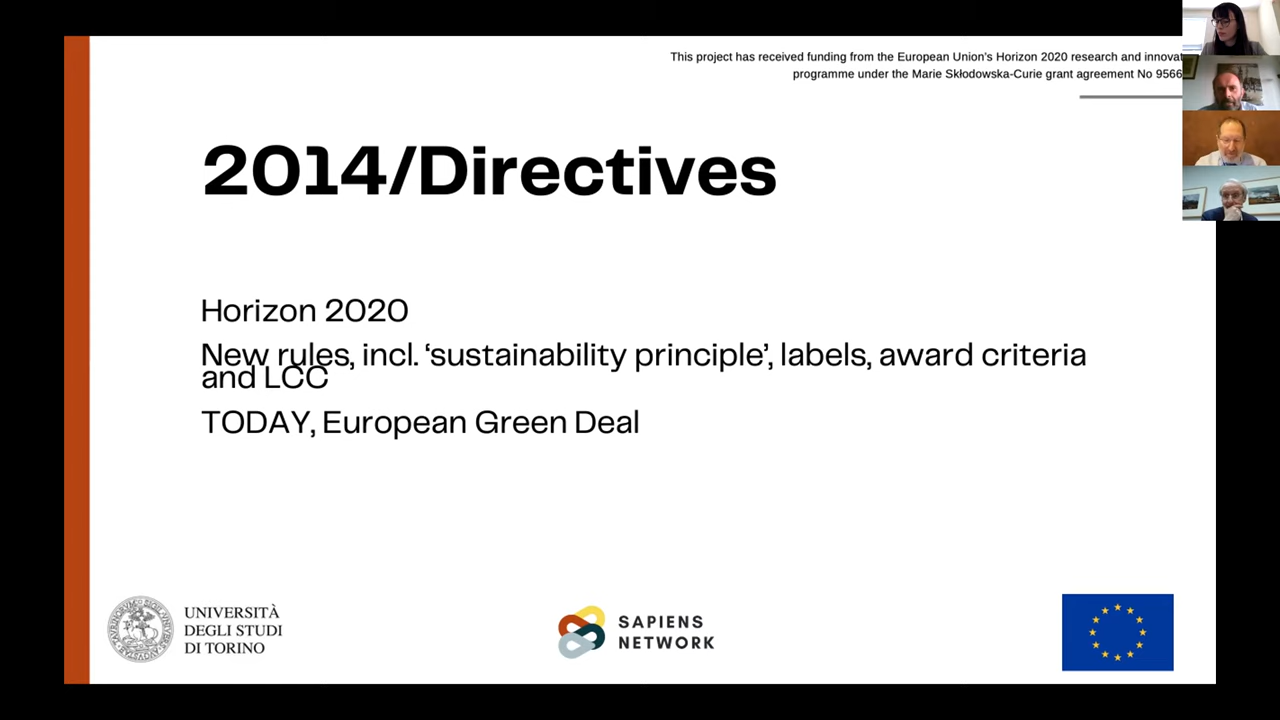 This project has received funding from the European Union's Horizon 2020 research and
programme under the Marie Skłodowska-Curie grant agreement No
2014/Directives
Horizon 2020
New rules, incl. ‘sustainability principle’, labels, award criteria
and LCC
TODAY, European Green Deal
UNIVERSITÀ
DEGLI STUDI
DI TORINO
SAPIENS
NETWORK